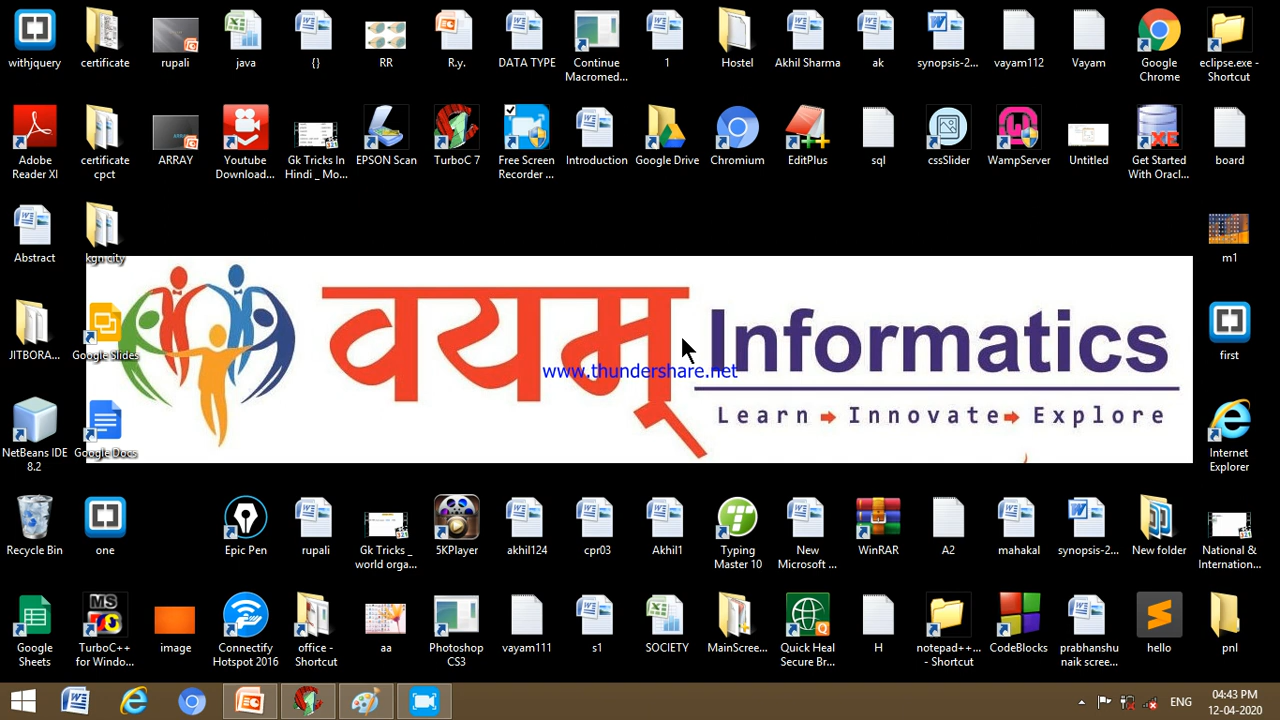 withjquery
certificate
rupali
java
{}
RR
R.y.
DATA TYPE
Continue
Macromed...
1
Hostel
Akhil Sharma
ak
synopsis-2...
vayam112
Vayam
Google
Chrome
eclipse.exe -
Shortcut
Adobe
Reader XI
certificate
cpct
ARRAY
Youtube
Download...
Gk Tricks In
Hindi _ Mo...
EPSON Scan
TurboC 7
Free Screen
Recorder ...
Introduction
Google Drive
Chromium
EditPlus
sql
cssSlider
WampServer
Untitled
Get Started
With Oracl...
board
Abstract
kgn city
m1
JITBORA...
Google Slides
first
वयम्
Informatics
www.thundershare.net
Learn Innovate Explore
NetBeans IDE
8.2
Google Docs
Internet
Explorer
Recycle Bin
one
Epic Pen
rupali
Gk Tricks _
world orga...
5KPlayer
akhil124
cpr03
Akhil1
Typing
Master 10
New
Microsoft ...
WinRAR
A2
mahakal
synopsis-2...
New folder
National &
Internation...
Google
Sheets
TurboC++
for Windo...
image
Connectify
Hotspot 2016
office -
Shortcut
aa
Photoshop
CS3
vayam111
s1
SOCIETY
MainScree...
Quick Heal
Secure Br...
H
notepad++...
- Shortcut
CodeBlocks
prabhanshu
naik scree...
hello
pnl
ENG
04:43 PM
12-04-2020